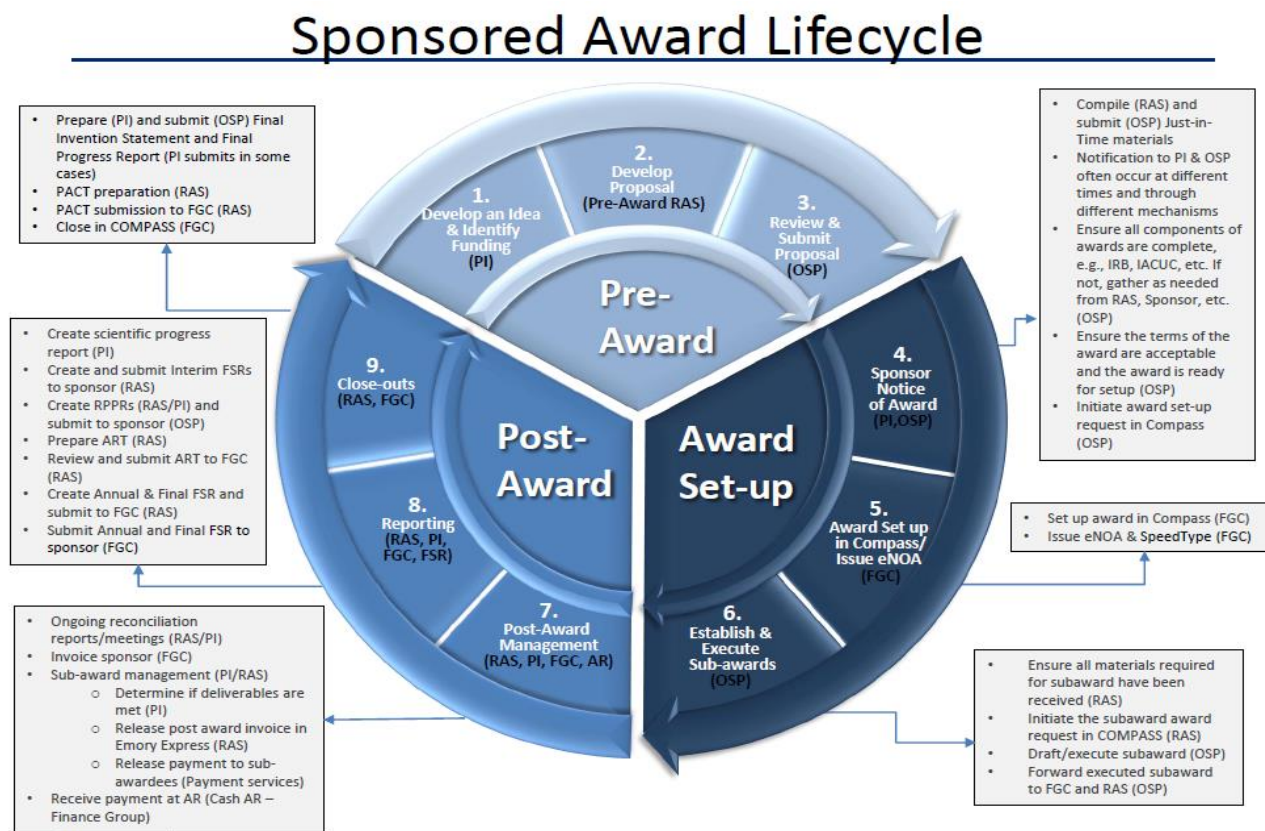 Sponsored Award Lifecycle
• Prepare (PI) and submit (OSP) Final
Invention Statement and Final
Progress Report (PI submits in some
cases)
• PACT preparation (RAS)
• PACT submission to FGC (RAS)
• Close in COMPASS (FGC)
• Create scientific progress
report (PI)
• Create and submit Interim FSRs
to sponsor (RAS)
• Create RPPRs (RAS/PI) and
submit to sponsor (OSP)
• Prepare ART (RAS)
• Review and submit ART to FGC
(RAS)
• Create Annual & Final FSR and
submit to FGC (RAS)
• Submit Annual and Final FSR to
sponsor (FGC)
• Ongoing reconciliation
reports/meetings (RAS/PI)
• Invoice sponsor (FGC)
• Sub-award management (PI/RAS)
o Determine if deliverables are
met (PI)
o Release post award invoice in
Emory Express (RAS)
o Release payment to sub-
awardees (Payment services)
• Receive payment at AR (Cash AR –
Finance Group)
Pre-
Award
1.
Develop an Idea
& Identify
Funding
(PI)
2.
Develop
Proposal
(Pre-Award RAS)
3.
Review &
Submit
Proposal
(OSP)
Award
Set-up
4.
Sponsor
Notice
of Award
(PI,OSP)
5.
Award Set up
in Compass/
Issue eNOA
(FGC)
6.
Establish &
Execute
Sub-awards
(OSP)
Post-
Award
7.
Post-Award
Management
(RAS, PI, FGC, AR)
8.
Reporting
(RAS, PI,
FGC, FSR)
9.
Close-outs
(RAS, FGC)
• Compile (RAS) and
submit (OSP) Just-in-
Time materials
• Notification to PI & OSP
often occur at different
times and through
different mechanisms
• Ensure all components of
awards are complete,
e.g., IRB, IACUC, etc. If
not, gather as needed
from RAS, Sponsor, etc.
(OSP)
• Ensure the terms of the
award are acceptable
and the award is ready
for setup (OSP)
• Initiate award set-up
request in Compass
(OSP)
• Set up award in Compass (FGC)
• Issue eNOA & SpeedType (FGC)
• Ensure all materials required
for subaward have been
received (RAS)
• Initiate the subaward award
request in COMPASS (RAS)
• Draft/execute subaward (OSP)
• Forward executed subaward
to FGC and RAS (OSP)